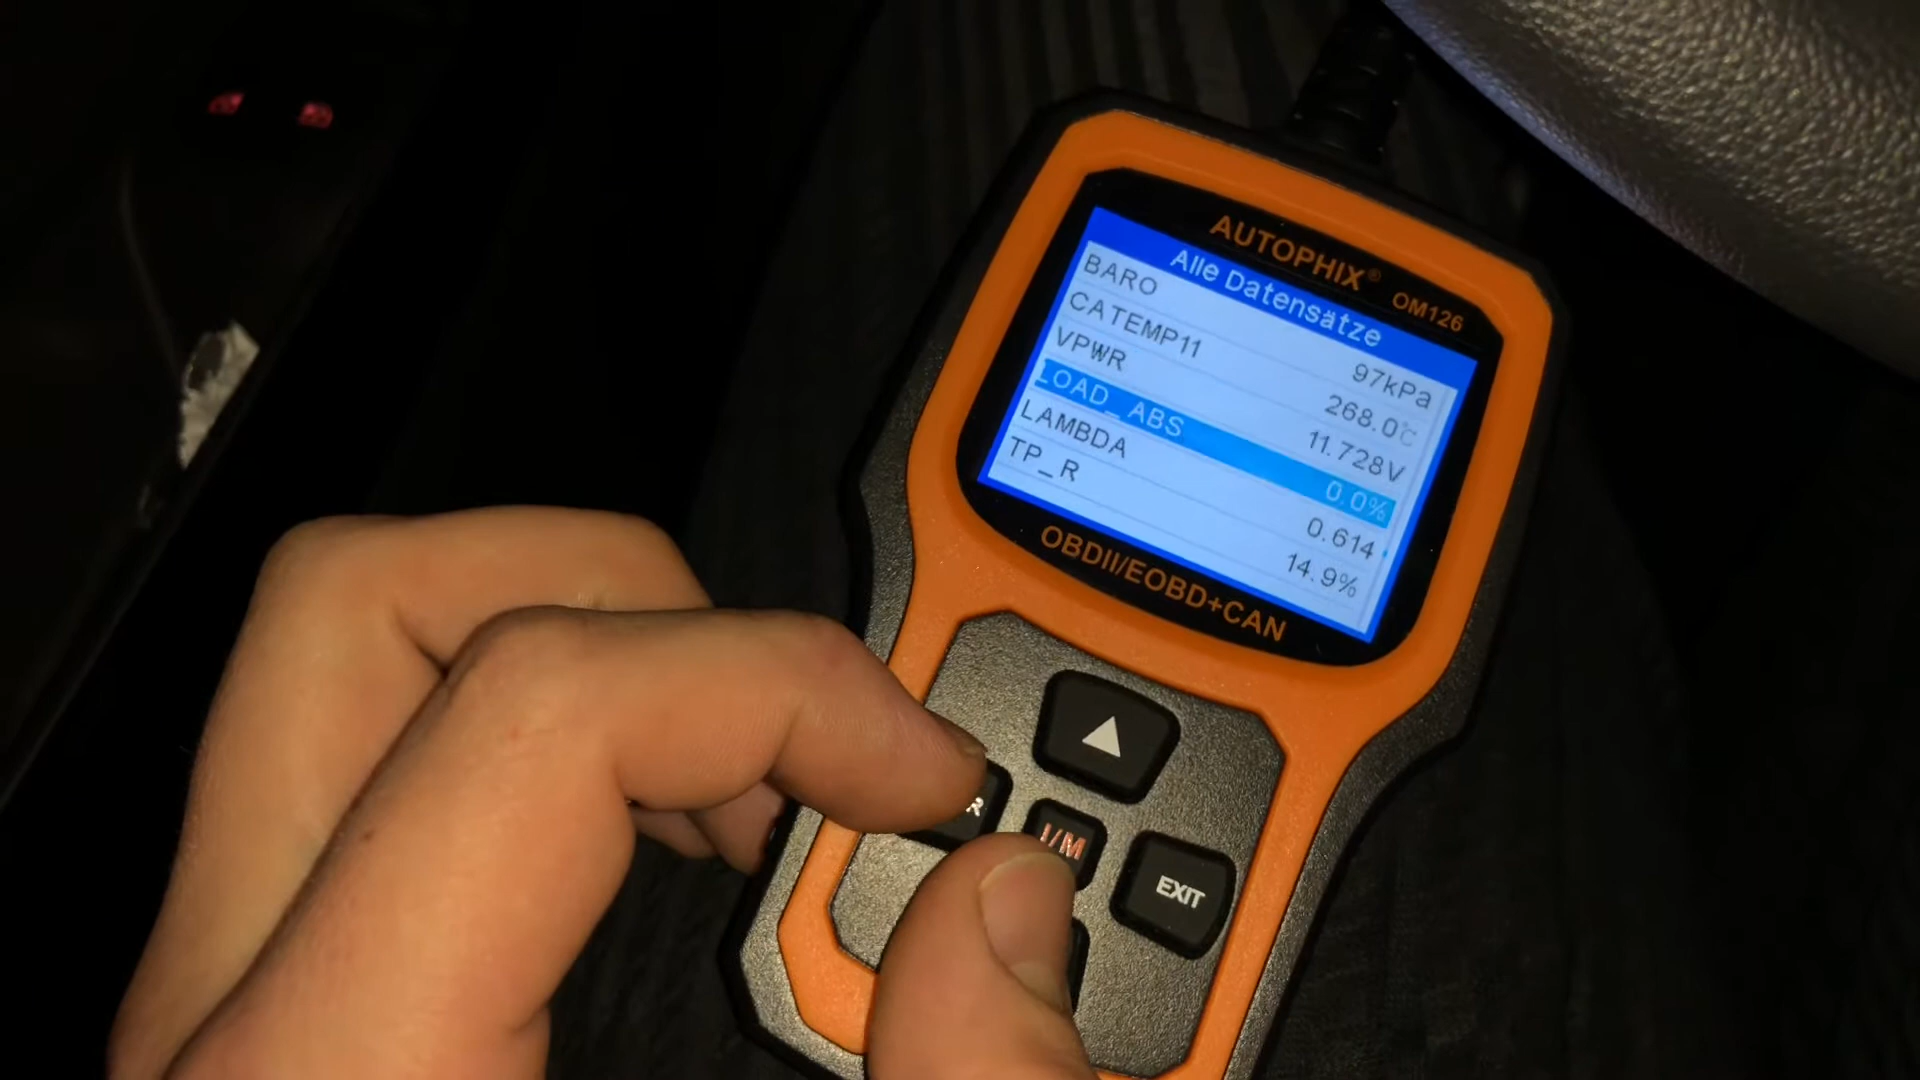 AUTOPHIX® OM126
Alle Datensätze
BARO 97kPa
CATEMP11 268.0℃
VPWR 11.728V
LOAD_ABS 0.0%
LAMBDA 0.614
TP_R 14.9%
OBDII/EOBD+CAN
R
I/M
EXIT